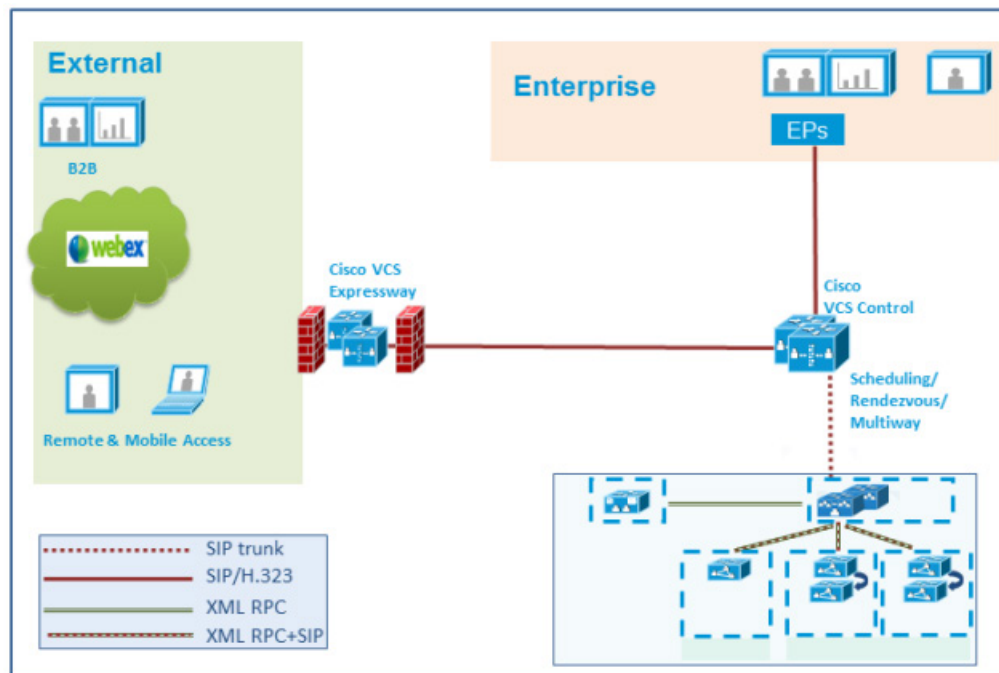 External
B2B
webex
Remote & Mobile Access
Cisco VCS
Expressway
Enterprise
EPs
Cisco
VCS Control
Scheduling/
Rendezvous/
Multiway
SIP trunk
SIP/H.323
XML RPC
XML RPC+SIP